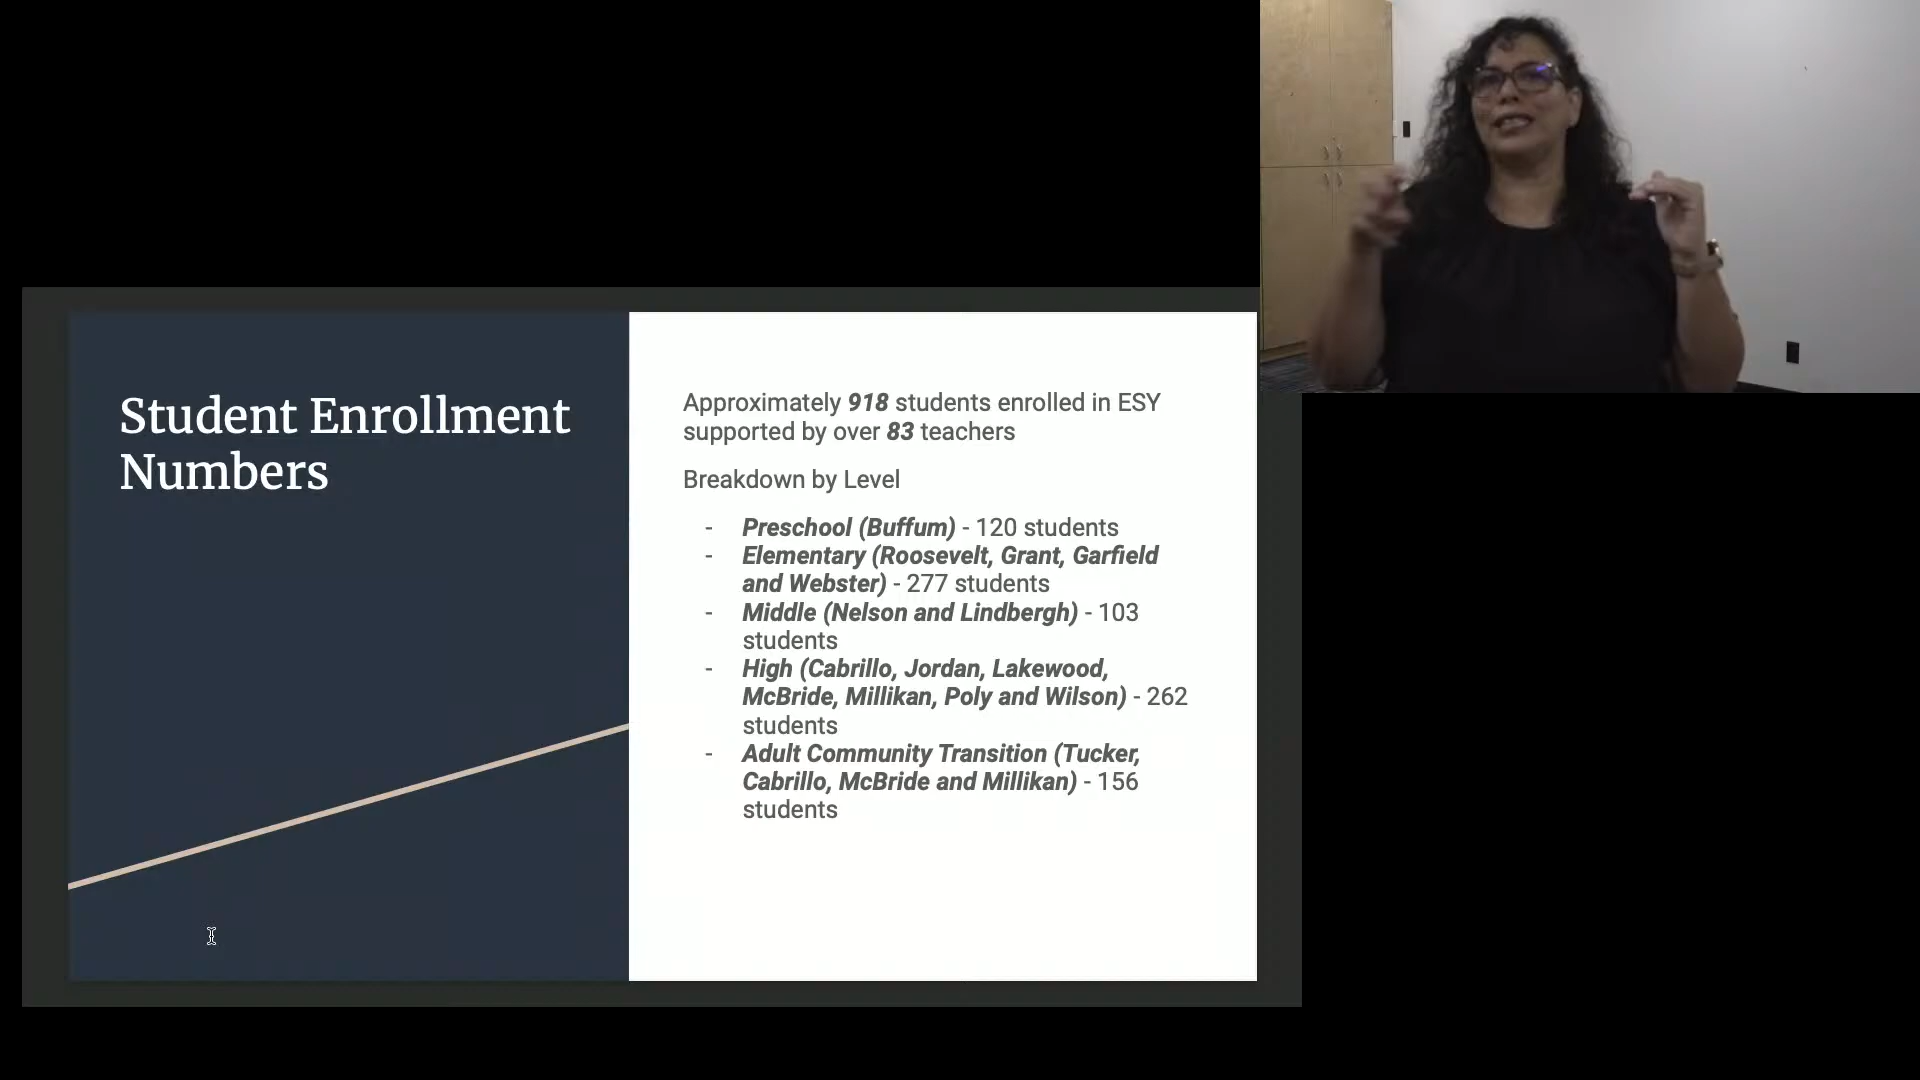 Student Enrollment
Numbers
Approximately 918 students enrolled in ESY
supported by over 83 teachers
Breakdown by Level
- Preschool (Buffum) - 120 students
- Elementary (Roosevelt, Grant, Garfield
and Webster) - 277 students
- Middle (Nelson and Lindbergh) - 103
students
- High (Cabrillo, Jordan, Lakewood,
McBride, Millikan, Poly and Wilson) - 262
students
- Adult Community Transition (Tucker,
Cabrillo, McBride and Millikan) - 156
students